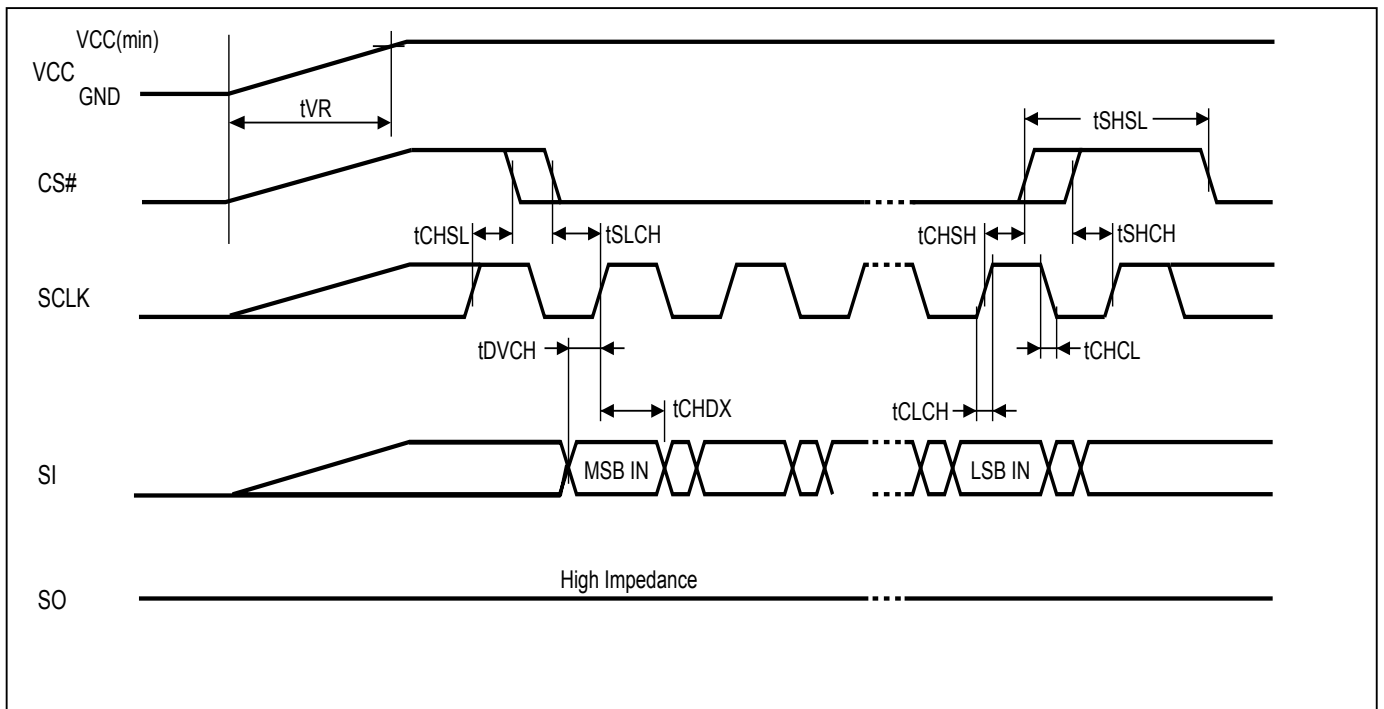 VCC(min)
VCC
GND
tVR
tSHSL
CS#
tCHSL
tSLCH
tCHSH
tSHCH
SCLK
tDVCH
tCHCL
tCHDX
tCLCH
SI
MSB IN
LSB IN
High Impedance
SO